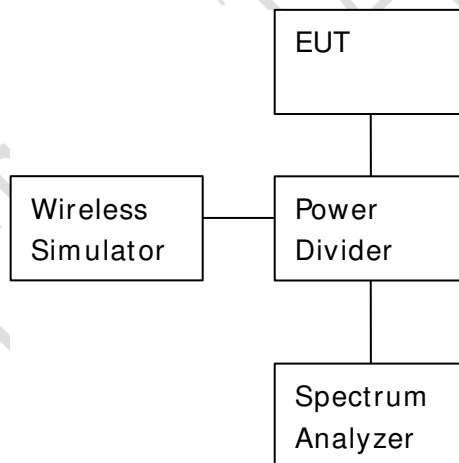 EUT
Wireless
Simulator
Power
Divider
Spectrum
Analyzer